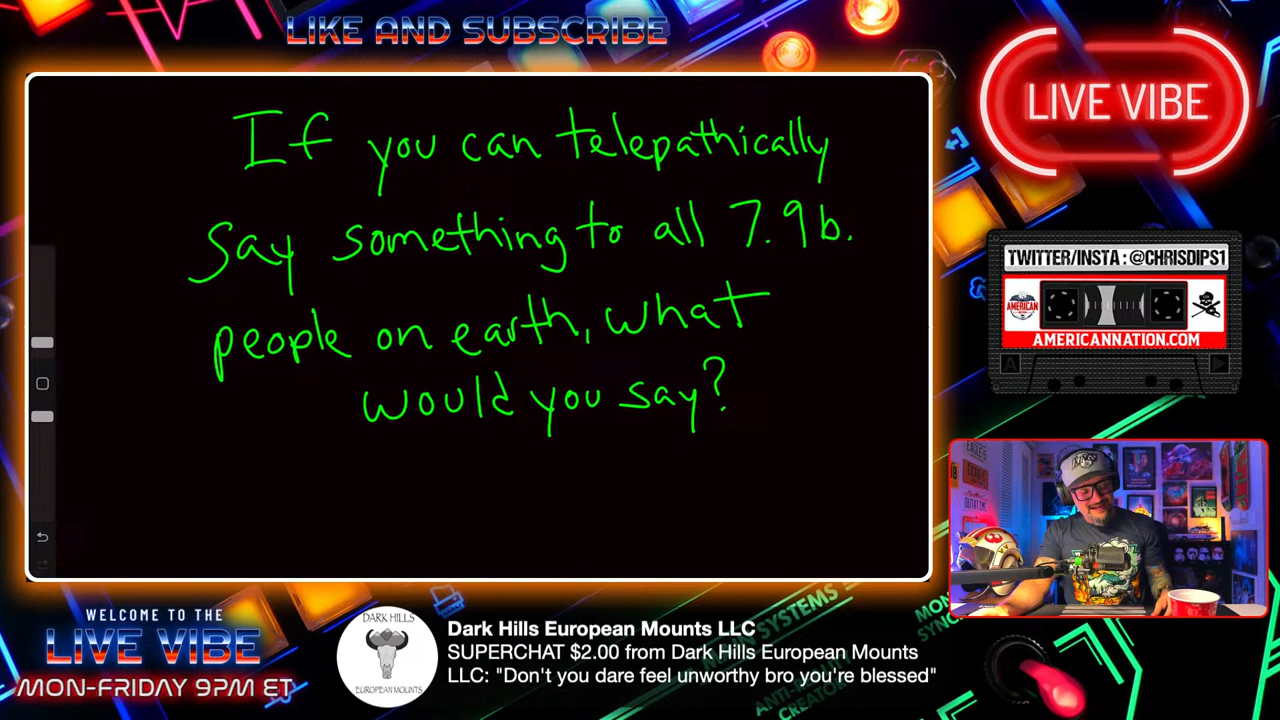 LIKE AND SUBSCRIBE
If you can telepathically
say something to all 7.9 b.
people on earth, what
would you say?
LIVE VIBE
TWITTER/INSTA : @CHRISDIPS1
AMERICAN
AMERICANNATION.COM
A
WELCOME TO THE
LIVE VIBE
MON-FRIDAY 9PM ET
DARK HILLS
EUROPEAN MOUNTS
Dark Hills European Mounts LLC
SUPERCHAT $2.00 from Dark Hills European Mounts
LLC: "Don't you dare feel unworthy bro you're blessed"
SYSTEMS